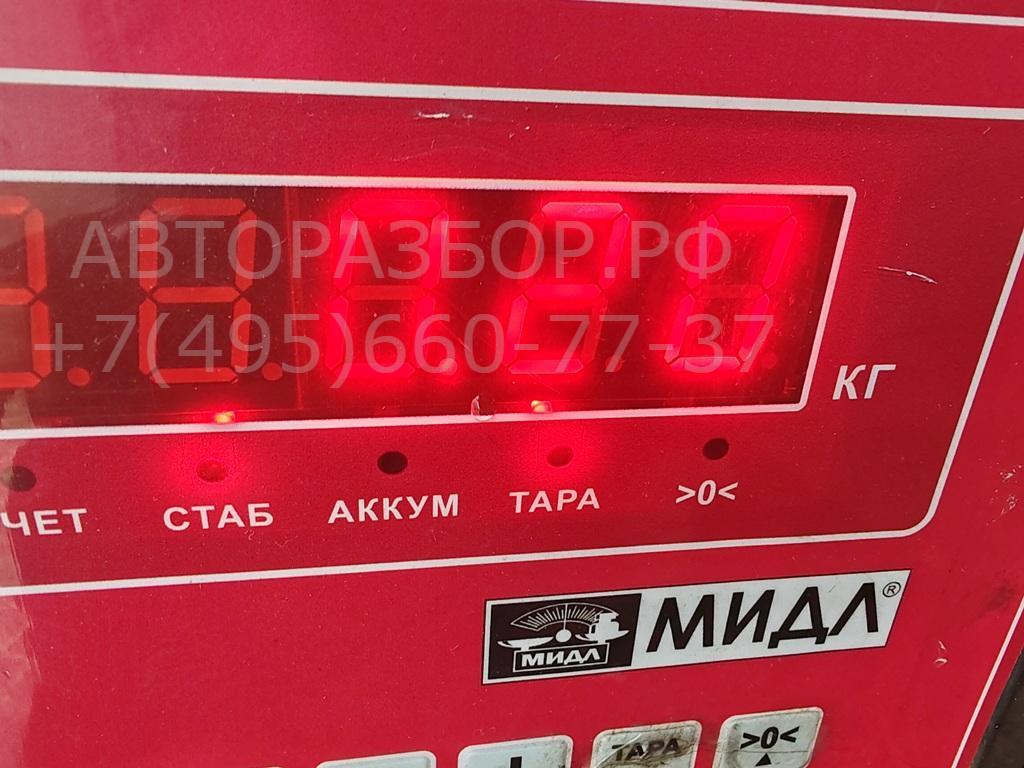 АВТОРАЗБОР.РФ
+7(495)660-77-37
КГ
ЧЕТ СТАБ АККУМ ТАРА >0<
МИДЛ МИДЛ®
ТАРА >0<